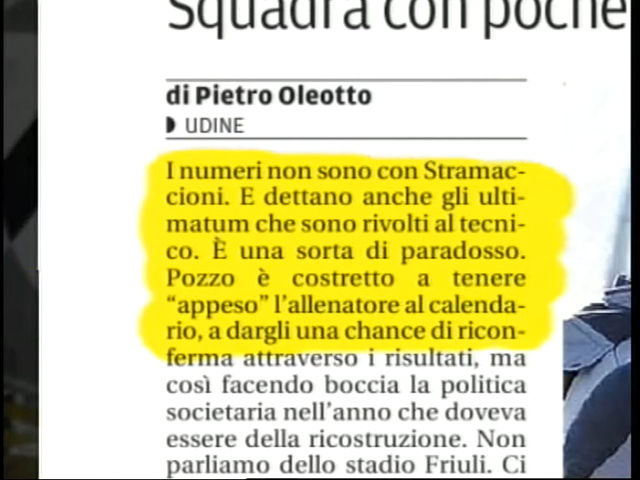 Squadra con poche
di Pietro Oleotto
UDINE
I numeri non sono con Stramac-
cioni. E dettano anche gli ulti-
matum che sono rivolti al tecni-
co. È una sorta di paradosso.
Pozzo è costretto a tenere
“appeso” l'allenatore al calenda-
rio, a dargli una chance di ricon-
ferma attraverso i risultati, ma
così facendo boccia la politica
societaria nell'anno che doveva
essere della ricostruzione. Non
parliamo dello stadio Friuli. Ci